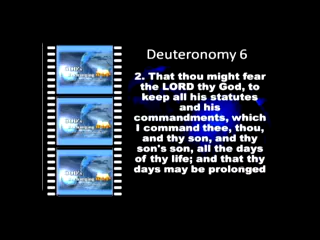 Deuteronomy 6
2. That thou might fear
the LORD thy God, to
keep all his statutes
and his
commandments, which
I command thee, thou,
and thy son, and thy
son's son, all the days
of thy life; and that thy
days may be prolonged